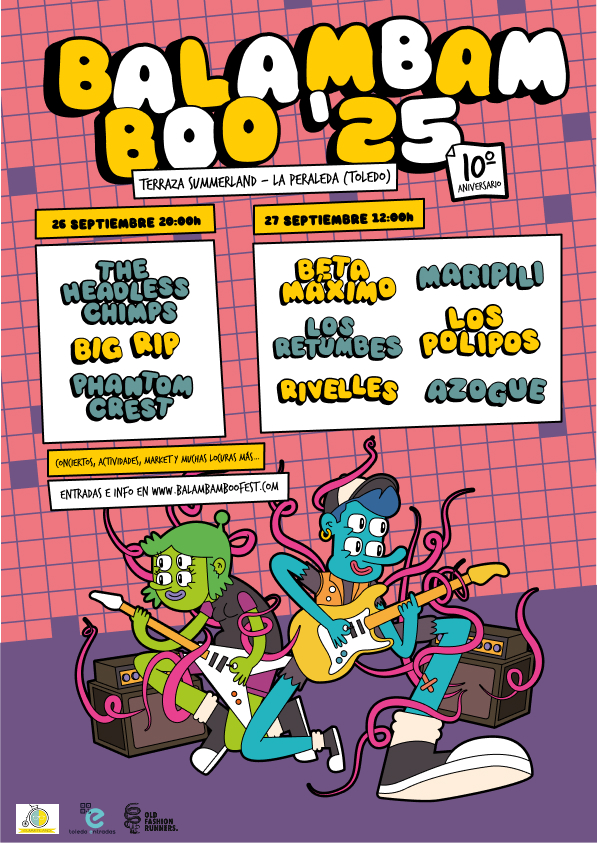 BALAMBAM
BOO '25
10º
ANIVERSARIO
TERRAZA SUMMERLAND – LA PERALEDA (TOLEDO)
26 SEPTIEMBRE 20:00h
THE
HEADLESS
CHIMPS
BIG RIP
PHANTOM
CREST
27 SEPTIEMBRE 12:00h
BETA
MÁXIMO
MARIPILI
LOS
RETUMBES
LOS
POLIPOS
RIVELLES
AZOGUE
CONCIERTOS, ACTIVIDADES, MARKET Y MUCHAS LOCURAS MÁS...
ENTRADAS E INFO EN WWW.BALAMBAMBOOFEST.COM
toledo entradas
OLD
FASHION
RUNNERS.